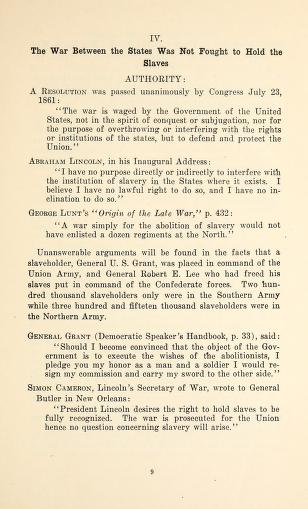 IV.
The War Between the States Was Not Fought to Hold the
Slaves
AUTHORITY:
A RESOLUTION was passed unanimously by Congress July 23,
1861:
"The war is waged by the Government of the United
States, not in the spirit of conquest or subjugation, nor for
the purpose of overthrowing or interfering with the rights
or institutions of the states, but to defend and protect the
Union."
ABRAHAM LINCOLN, in his Inaugural Address:
"I have no purpose directly or indirectly to interfere with
the institution of slavery in the States where it exists. I
believe I have no lawful right to do so, and I have no in-
clination to do so."
GEORGE LUNT'S "Origin of the Late War," p. 432:
"A war simply for the abolition of slavery would not
have enlisted a dozen regiments at the North."
Unanswerable arguments will be found in the facts that a
slaveholder, General U. S. Grant, was placed in command of the
Union Army, and General Robert E. Lee who had freed his
slaves put in command of the Confederate forces. Two hun-
dred thousand slaveholders only were in the Southern Army
while three hundred and fifteen thousand slaveholders were in
the Northern Army.
GENERAL GRANT (Democratic Speaker's Handbook, p. 33), said:
"Should I become convinced that the object of the Gov-
ernment is to execute the wishes of the abolitionists, I
pledge you my honor as a man and a soldier I would re-
sign my commission and carry my sword to the other side."
SIMON CAMERON, Lincoln's Secretary of War, wrote to General
Butler in New Orleans:
"President Lincoln desires the right to hold slaves to be
fully recognized. The war is prosecuted for the Union
hence no question concerning slavery will arise."
9